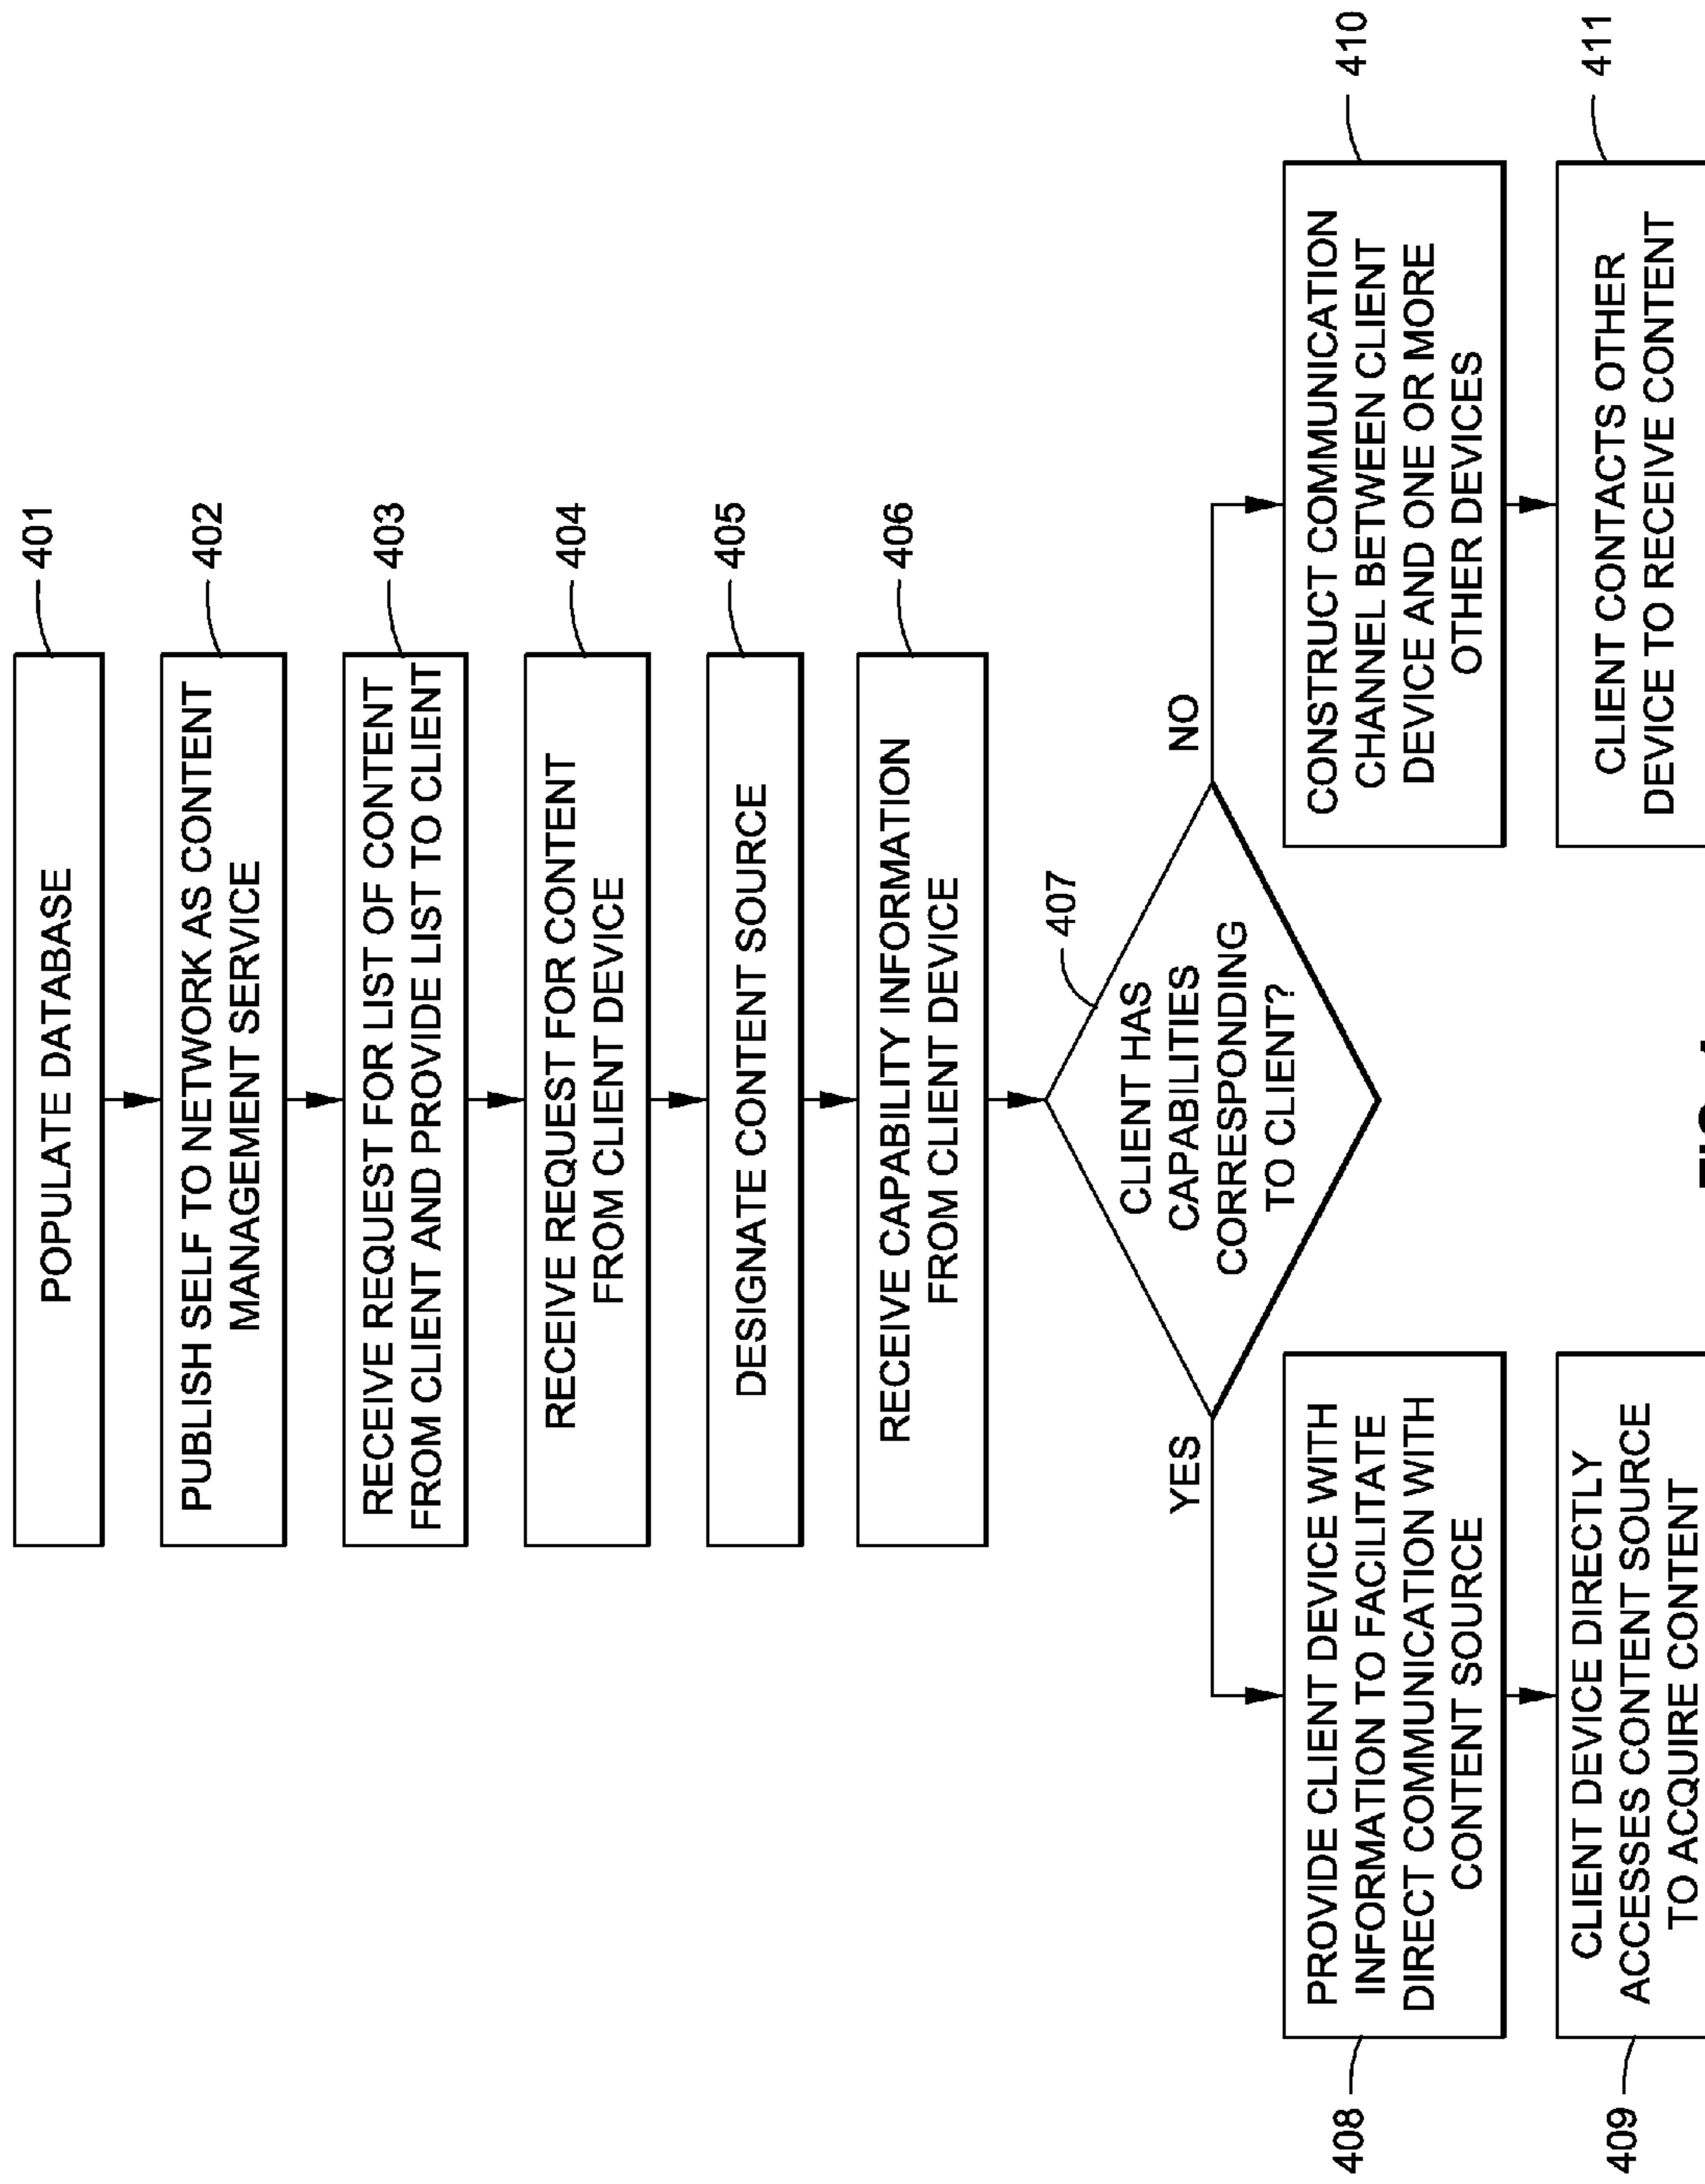 401
POPULATE DATABASE
402
PUBLISH SELF TO NETWORK AS CONTENT
MANAGEMENT SERVICE
403
RECEIVE REQUEST FOR LIST OF CONTENT
FROM CLIENT AND PROVIDE LIST TO CLIENT
404
RECEIVE REQUEST FOR CONTENT
FROM CLIENT DEVICE
405
DESIGNATE CONTENT SOURCE
406
RECEIVE CAPABILITY INFORMATION
FROM CLIENT DEVICE
407
CLIENT HAS
CAPABILITIES
CORRESPONDING
TO CLIENT?
YES
NO
408
PROVIDE CLIENT DEVICE WITH
INFORMATION TO FACILITATE
DIRECT COMMUNICATION WITH
CONTENT SOURCE
410
CONSTRUCT COMMUNICATION
CHANNEL BETWEEN CLIENT
DEVICE AND ONE OR MORE
OTHER DEVICES
409
CLIENT DEVICE DIRECTLY
ACCESSES CONTENT SOURCE
TO ACQUIRE CONTENT
411
CLIENT CONTACTS OTHER
DEVICE TO RECEIVE CONTENT